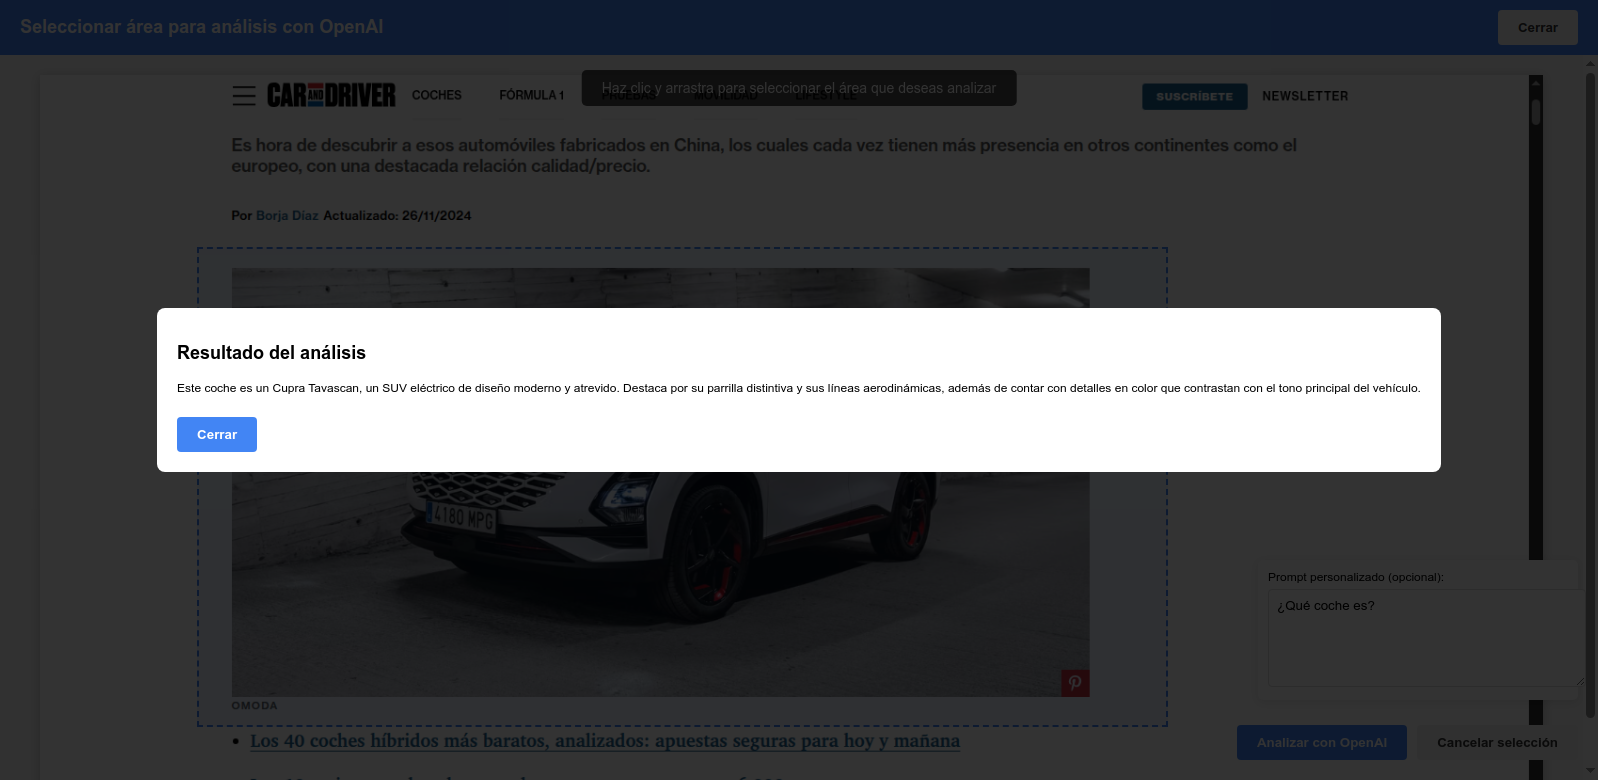 Seleccionar área para análisis con OpenAI
Cerrar
CAR AND DRIVER
COCHES
FÓRMULA 1
PRUEBAS
MOVILIDAD
LIFESTYLE
Haz clic y arrastra para seleccionar el área que deseas analizar
SUSCRÍBETE
NEWSLETTER
Es hora de descubrir a esos automóviles fabricados en China, los cuales cada vez tienen más presencia en otros continentes como el
europeo, con una destacada relación calidad/precio.
Por Borja Díaz Actualizado: 26/11/2024
Resultado del análisis
Este coche es un Cupra Tavascan, un SUV eléctrico de diseño moderno y atrevido. Destaca por su parrilla distintiva y sus líneas aerodinámicas, además de contar con detalles en color que contrastan con el tono principal del vehículo.
Cerrar
4180 MPG
OMODA
Prompt personalizado (opcional):
¿Qué coche es?
Los 40 coches híbridos más baratos, analizados: apuestas seguras para hoy y mañana
Analizar con OpenAI
Cancelar selección